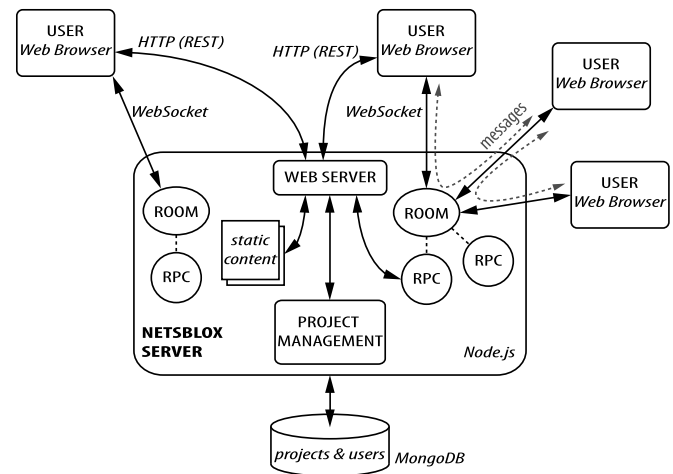 USER
Web Browser
HTTP (REST)
HTTP (REST)
USER
Web Browser
USER
Web Browser
WebSocket
WebSocket
messages
WEB SERVER
USER
Web Browser
ROOM
ROOM
static
content
RPC
RPC
RPC
PROJECT
MANAGEMENT
NETSBLOX
SERVER
Node.js
projects & users
MongoDB